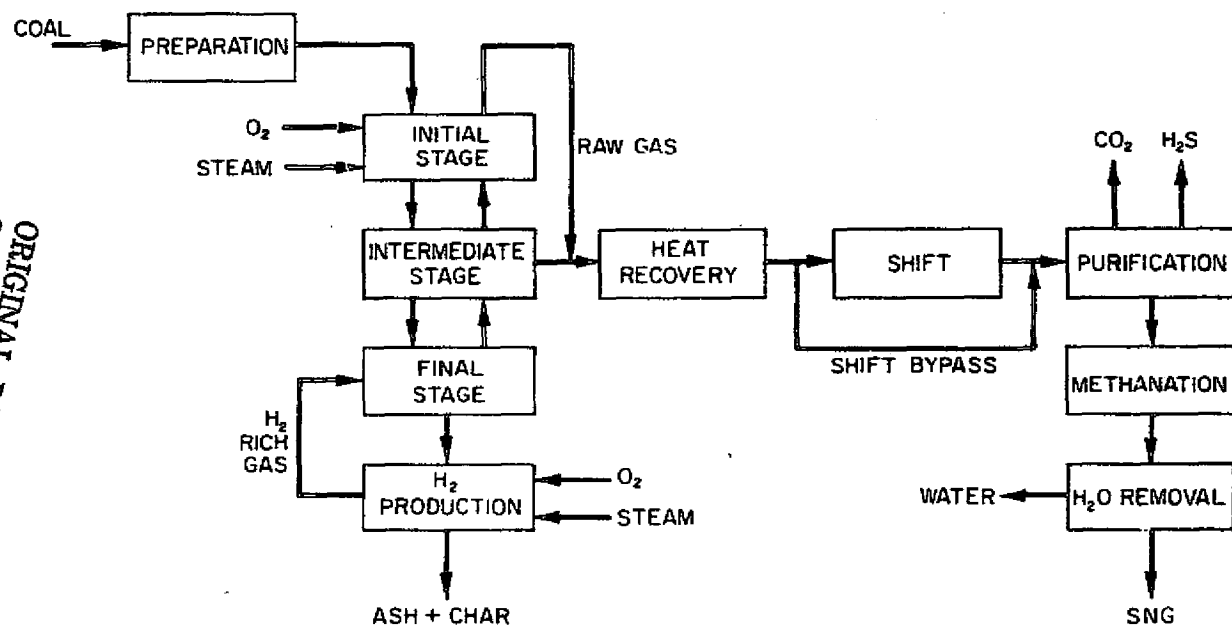 COAL
PREPARATION
O₂
STEAM
INITIAL
STAGE
RAW GAS
INTERMEDIATE
STAGE
FINAL
STAGE
H₂
RICH
GAS
H₂
PRODUCTION
O₂
STEAM
ASH + CHAR
HEAT
RECOVERY
SHIFT
SHIFT BYPASS
CO₂
H₂S
PURIFICATION
METHANATION
H₂O REMOVAL
WATER
SNG
ORIGINAL